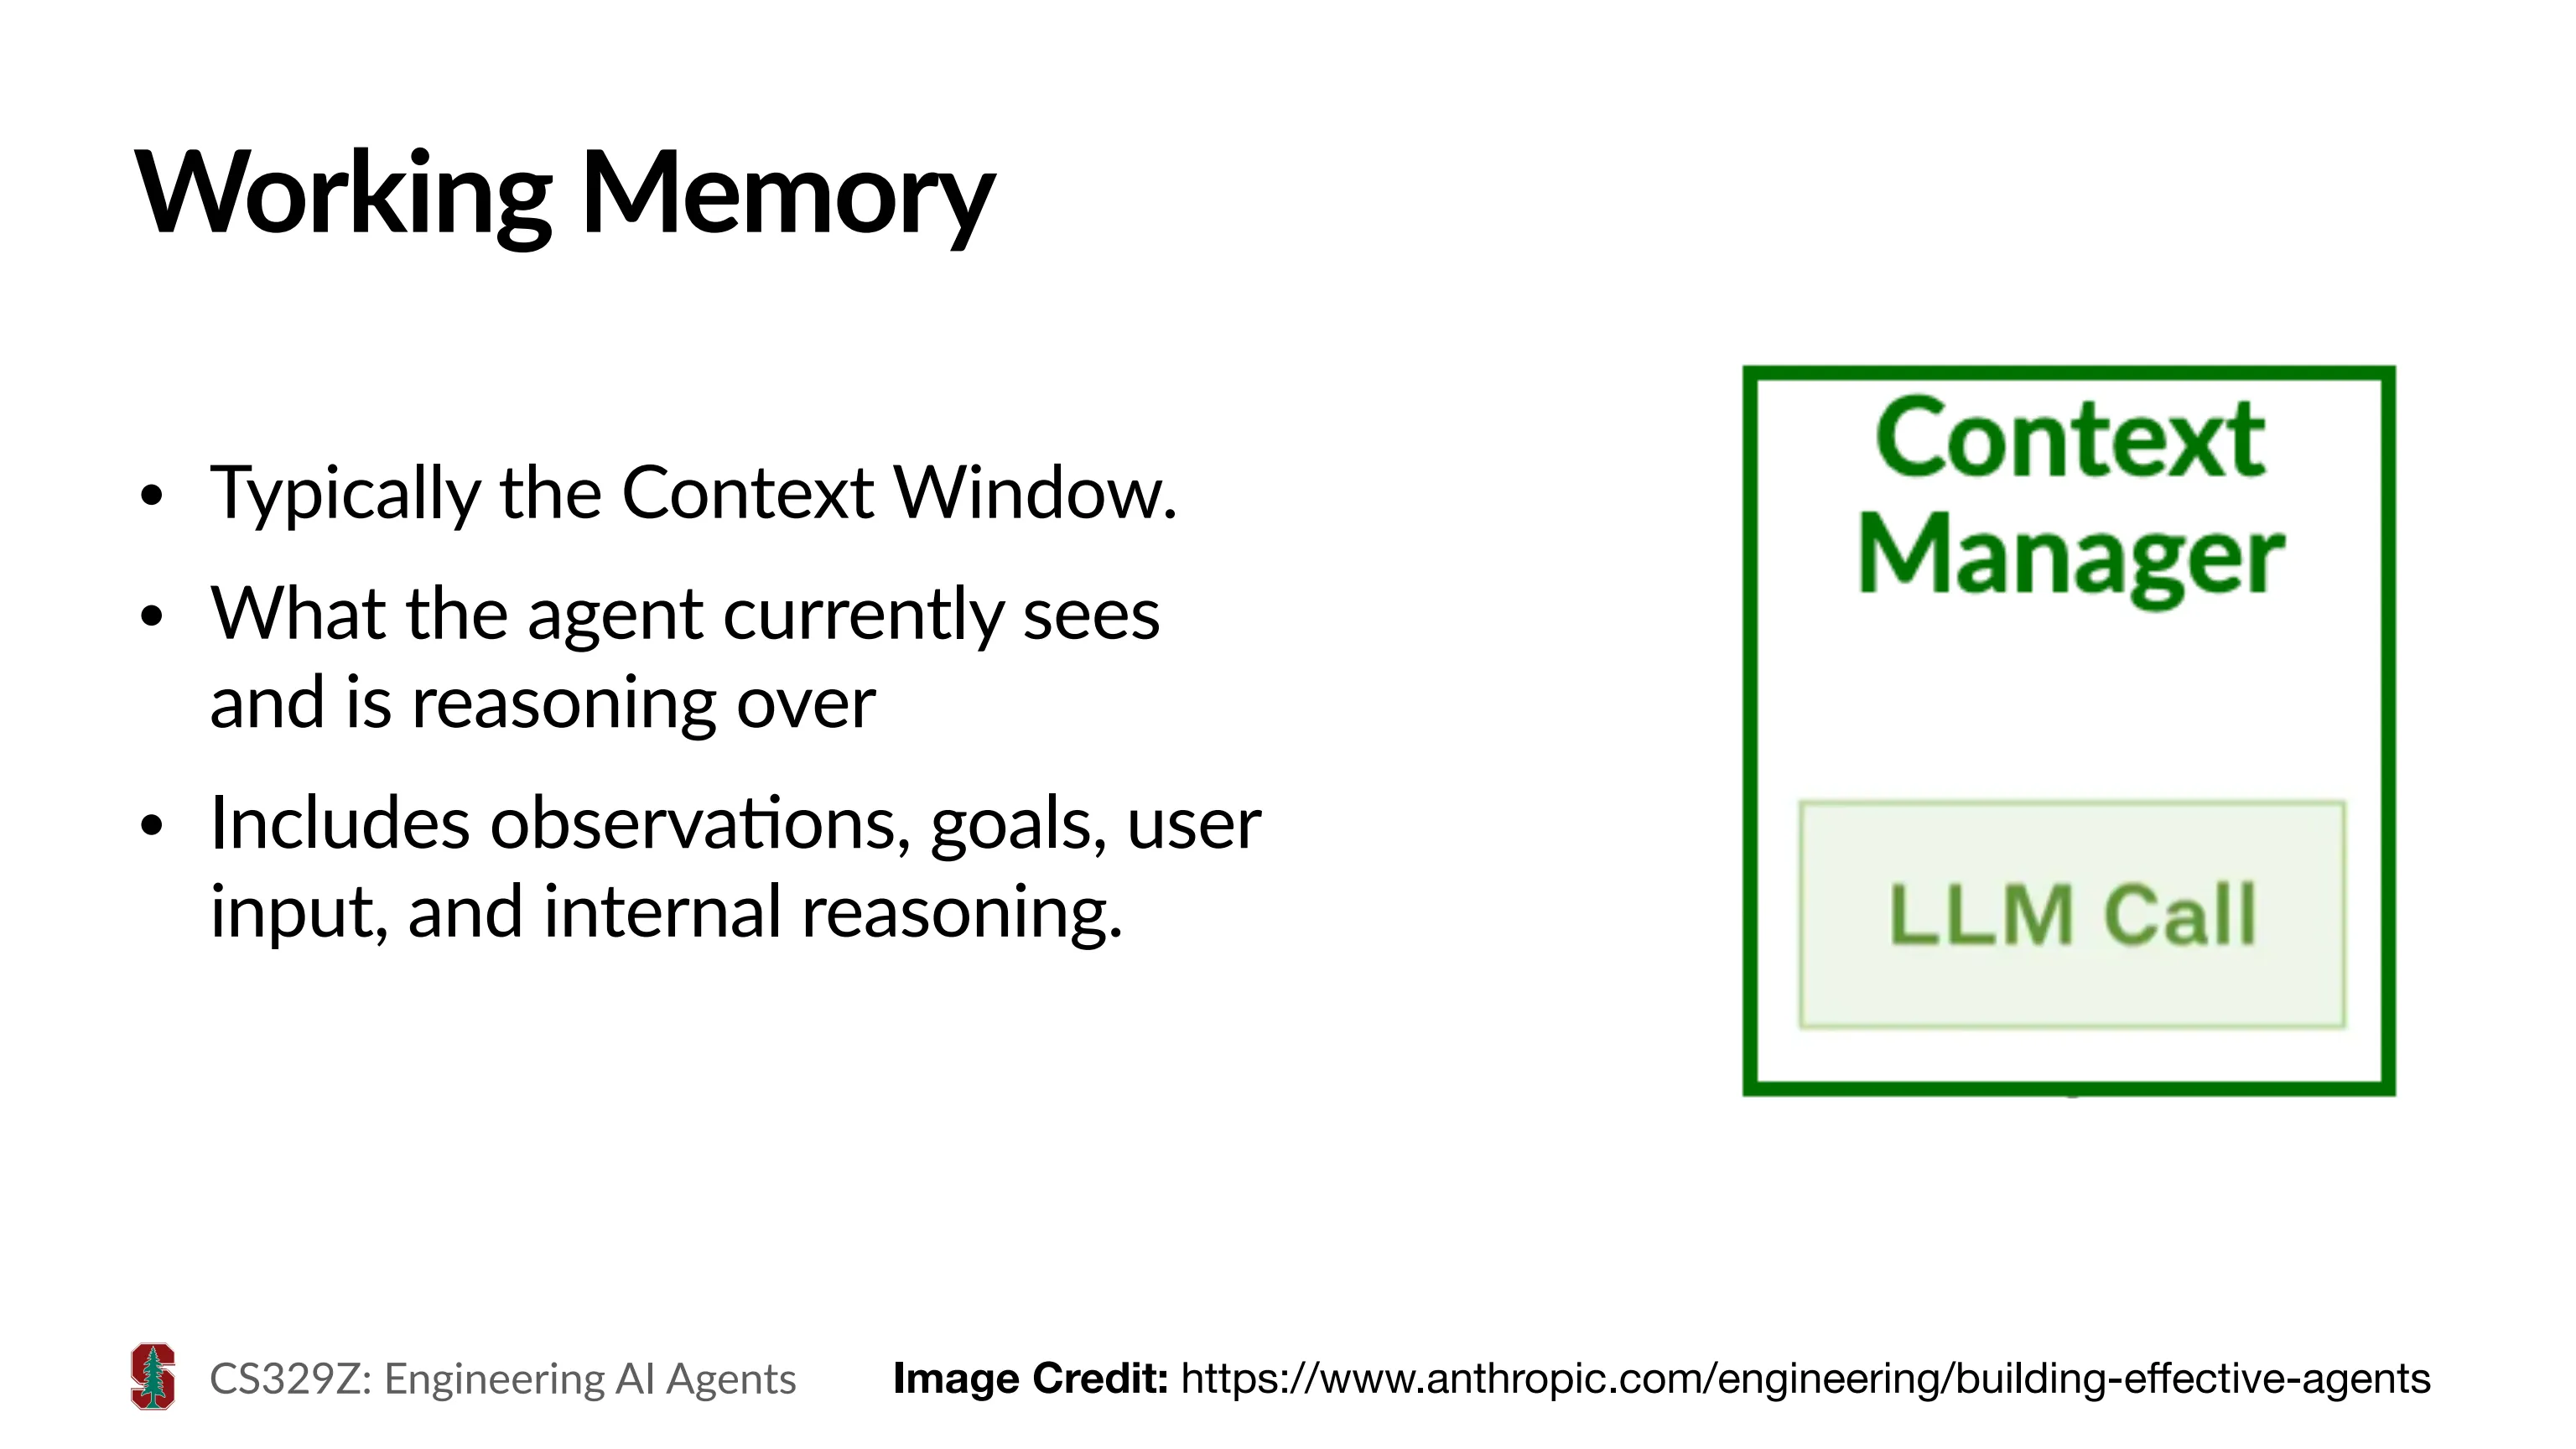 Working Memory
• Typically the Context Window.
• What the agent currently sees
and is reasoning over
• Includes observations, goals, user
input, and internal reasoning.
Context
Manager
LLM Call
CS329Z: Engineering AI Agents
Image Credit: https://www.anthropic.com/engineering/building-effective-agents